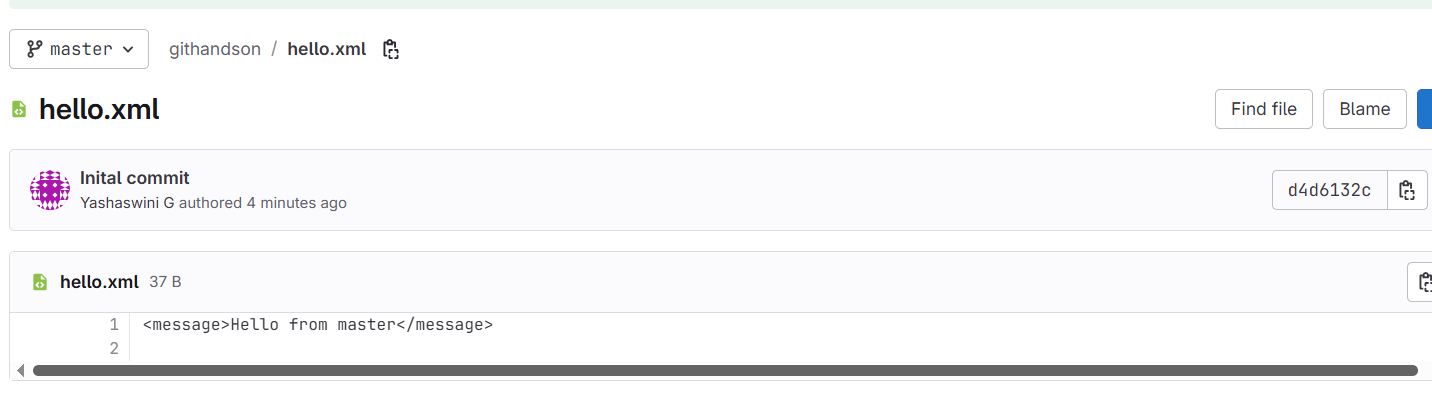 master githandson / hello.xml
hello.xml Find file Blame
Inital commit
Yashaswini G authored 4 minutes ago d4d6132c
hello.xml 37 B
1 <message>Hello from master</message>
2